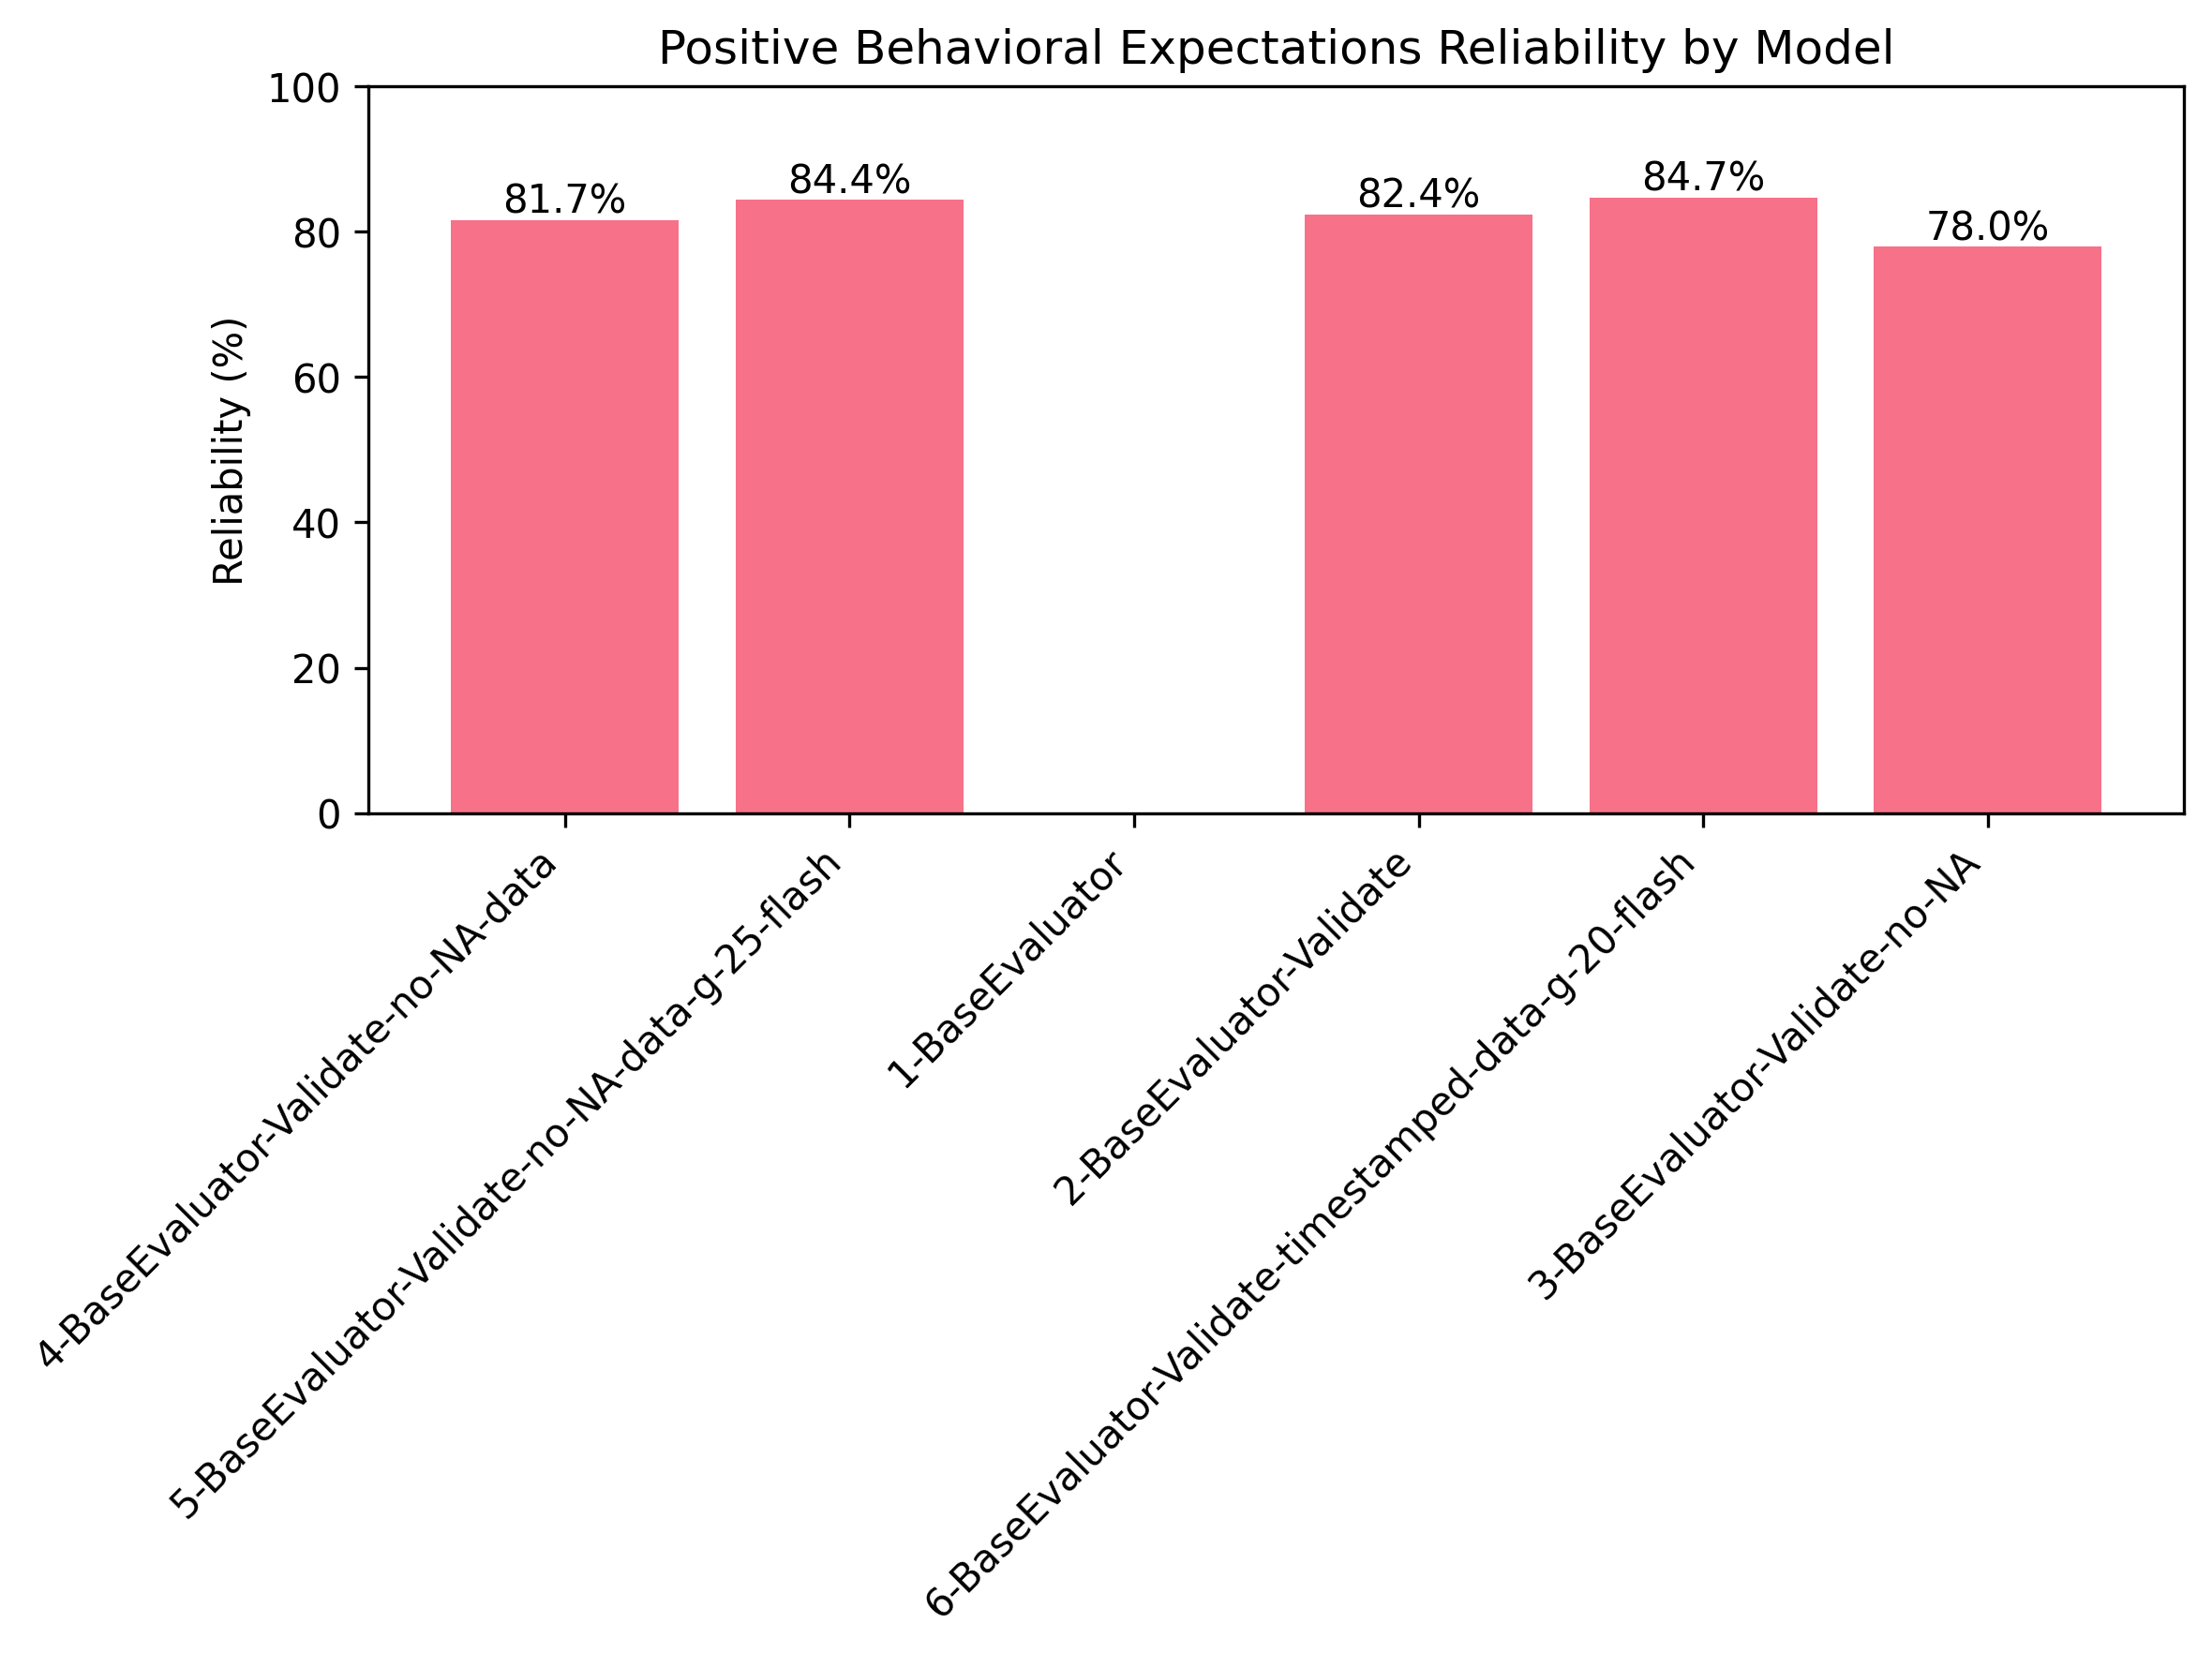 Positive Behavioral Expectations Reliability by Model
Reliability (%)
100
80
60
40
20
0
81.7%
84.4%
82.4%
84.7%
78.0%
4-BaseEvaluator-Validate-no-NA-data
5-BaseEvaluator-Validate-no-NA-data-g-25-flash
1-BaseEvaluator
2-BaseEvaluator-Validate
6-BaseEvaluator-Validate-timestamped-data-g-20-flash
3-BaseEvaluator-Validate-no-NA